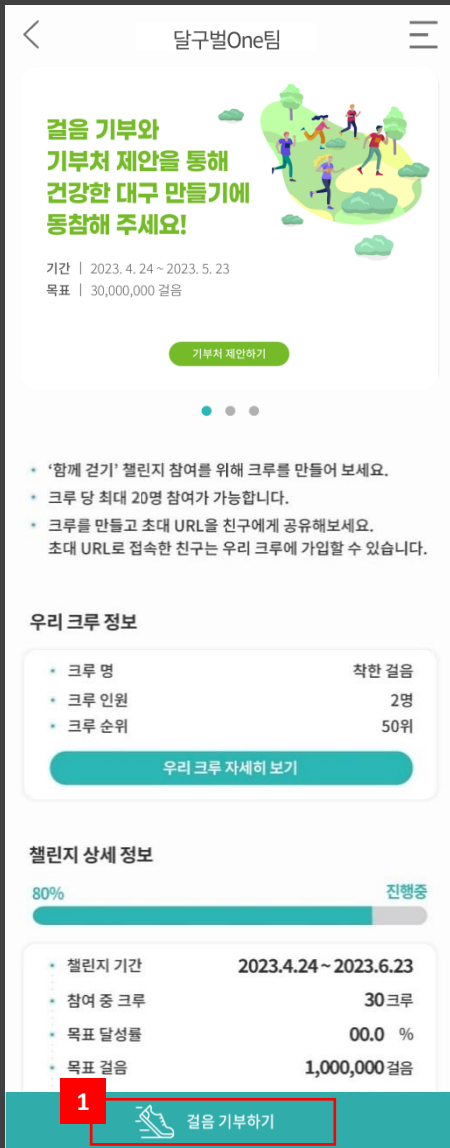 달구벌One팀
걸음 기부와
기부처 제안을 통해
건강한 대구 만들기에
동참해 주세요!
기간 | 2023. 4. 24 ~ 2023. 5. 23
목표 | 30,000,000 걸음
기부처 제안하기
• ‘함께 걷기’ 챌린지 참여를 위해 크루를 만들어 보세요.
• 크루 당 최대 20명 참여가 가능합니다.
• 크루를 만들고 초대 URL을 친구에게 공유해보세요.
초대 URL로 접속한 친구는 우리 크루에 가입할 수 있습니다.
우리 크루 정보
• 크루 명 착한 걸음
• 크루 인원 2명
• 크루 순위 50위
우리 크루 자세히 보기
챌린지 상세 정보
80% 진행중
• 챌린지 기간 2023.4.24 ~ 2023.6.23
• 참여 중 크루 30 크루
• 목표 달성률 00.0 %
• 목표 걸음 1,000,000 걸음
1
걸음 기부하기